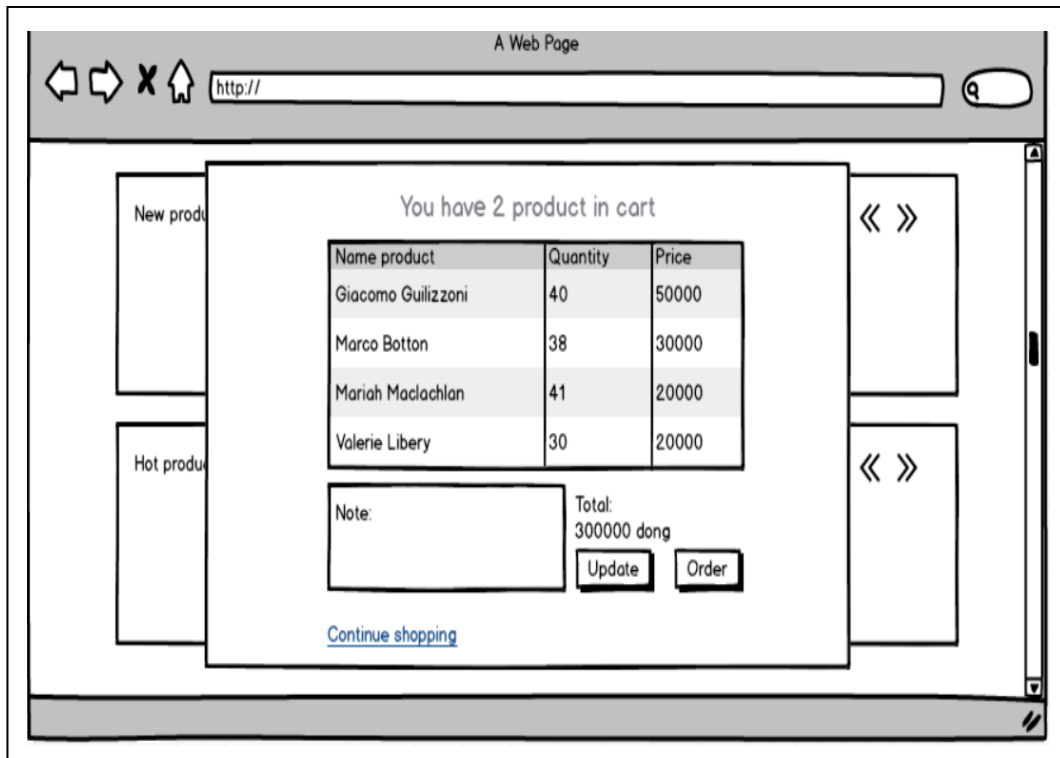 A Web Page
http://
New produ
You have 2 product in cart
Name product Quantity Price
Giacomo Guilizzoni 40 50000
Marco Botton 38 30000
Mariah Maclachlan 41 20000
Valerie Libery 30 20000
Hot produ
Note:
Total:
300000 dong
Update Order
Continue shopping